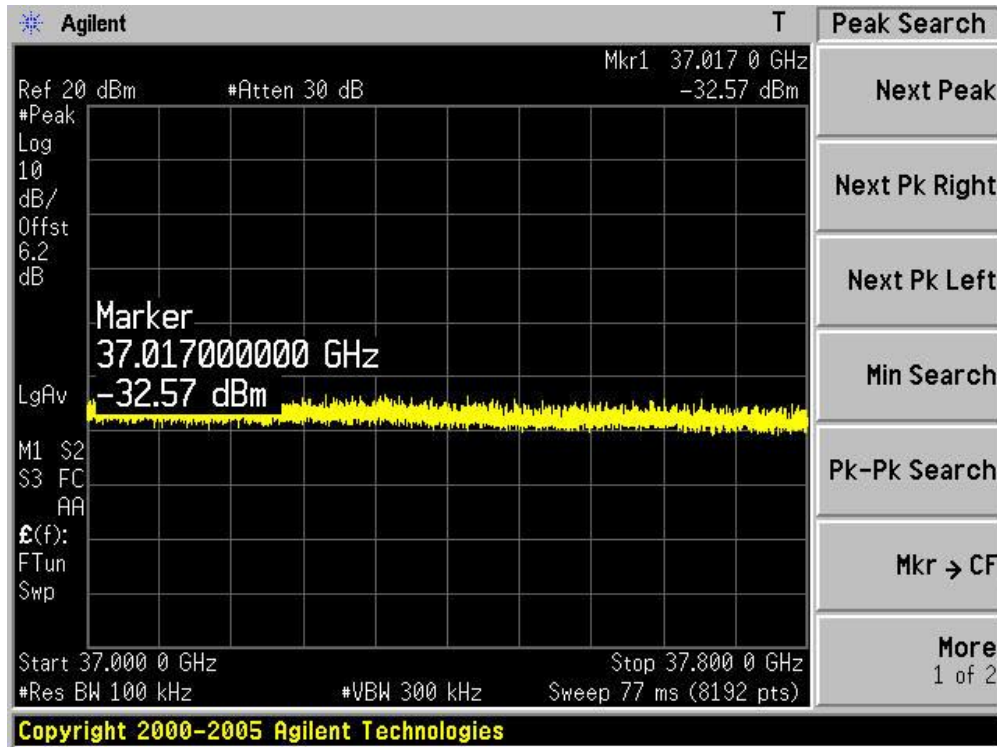 Agilent T
Peak Search
Mkr1 37.017 0 GHz
Ref 20 dBm #Atten 30 dB -32.57 dBm
#Peak
Log
10
dB/
Offst
6.2
dB
Marker
37.017000000 GHz
-32.57 dBm
LgAv
M1 S2
S3 FC
AA
£(f):
FTun
Swp
Start 37.000 0 GHz Stop 37.800 0 GHz
#Res BW 100 kHz #VBW 300 kHz Sweep 77 ms (8192 pts)
Next Peak
Next Pk Right
Next Pk Left
Min Search
Pk-Pk Search
Mkr → CF
More
1 of 2
Copyright 2000-2005 Agilent Technologies